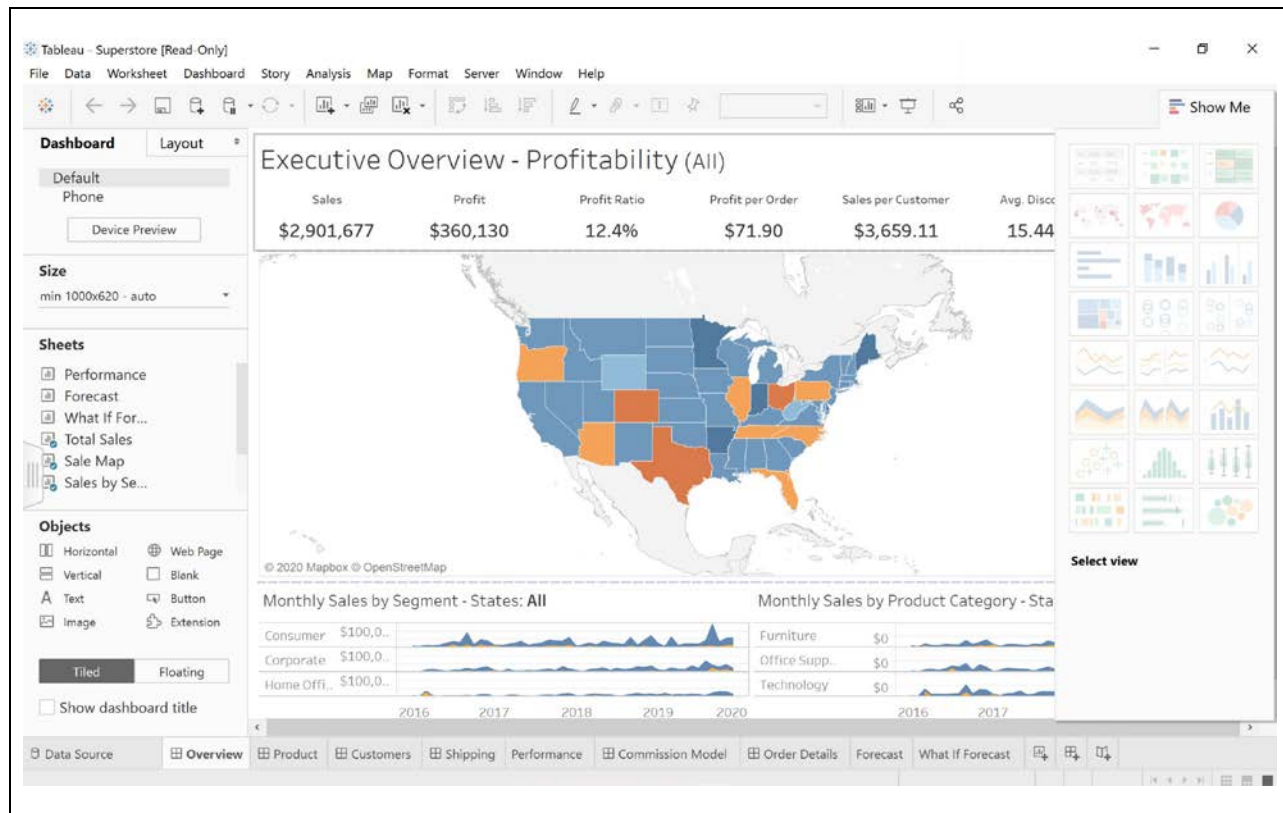 Tableau - Superstore [Read-Only]
File Data Worksheet Dashboard Story Analysis Map Format Server Window Help
Show Me
Dashboard Layout
Default
Phone
Device Preview
Size
min 1000x620 - auto
Sheets
Performance
Forecast
What If For...
Total Sales
Sale Map
Sales by Se...
Objects
Horizontal Web Page
Vertical Blank
Text Button
Image Extension
Tiled Floating
Show dashboard title
Executive Overview - Profitability (All)
Sales Profit Profit Ratio Profit per Order Sales per Customer Avg. Disco
$2,901,677 $360,130 12.4% $71.90 $3,659.11 15.44
© 2020 Mapbox © OpenStreetMap
Monthly Sales by Segment - States: All
Consumer $100,0..
Corporate $100,0..
Home Offi.. $100,0..
2016 2017 2018 2019 2020
Monthly Sales by Product Category - Sta
Furniture $0
Office Supp.. $0
Technology $0
2016 2017
Select view
Data Source Overview Product Customers Shipping Performance Commission Model Order Details Forecast What If Forecast